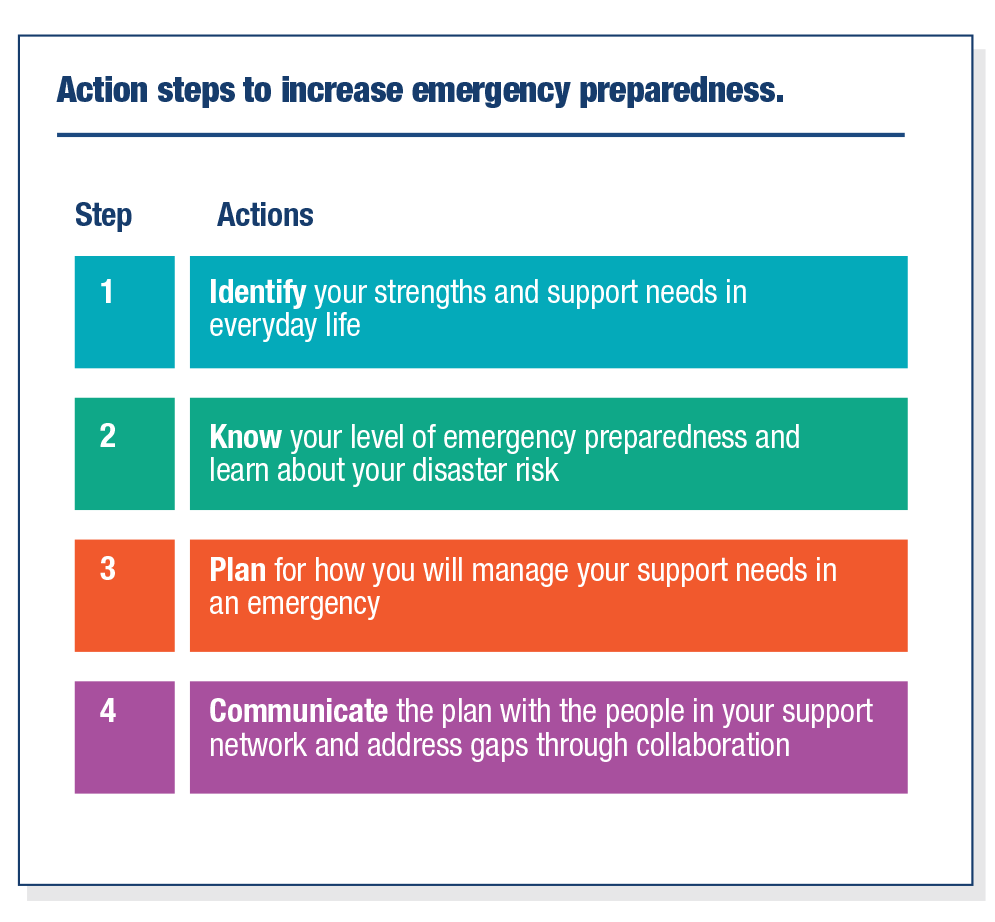 Action steps to increase emergency preparedness.
Step Actions
1 Identify your strengths and support needs in
everyday life
2 Know your level of emergency preparedness and
learn about your disaster risk
3 Plan for how you will manage your support needs in
an emergency
4 Communicate the plan with the people in your support
network and address gaps through collaboration